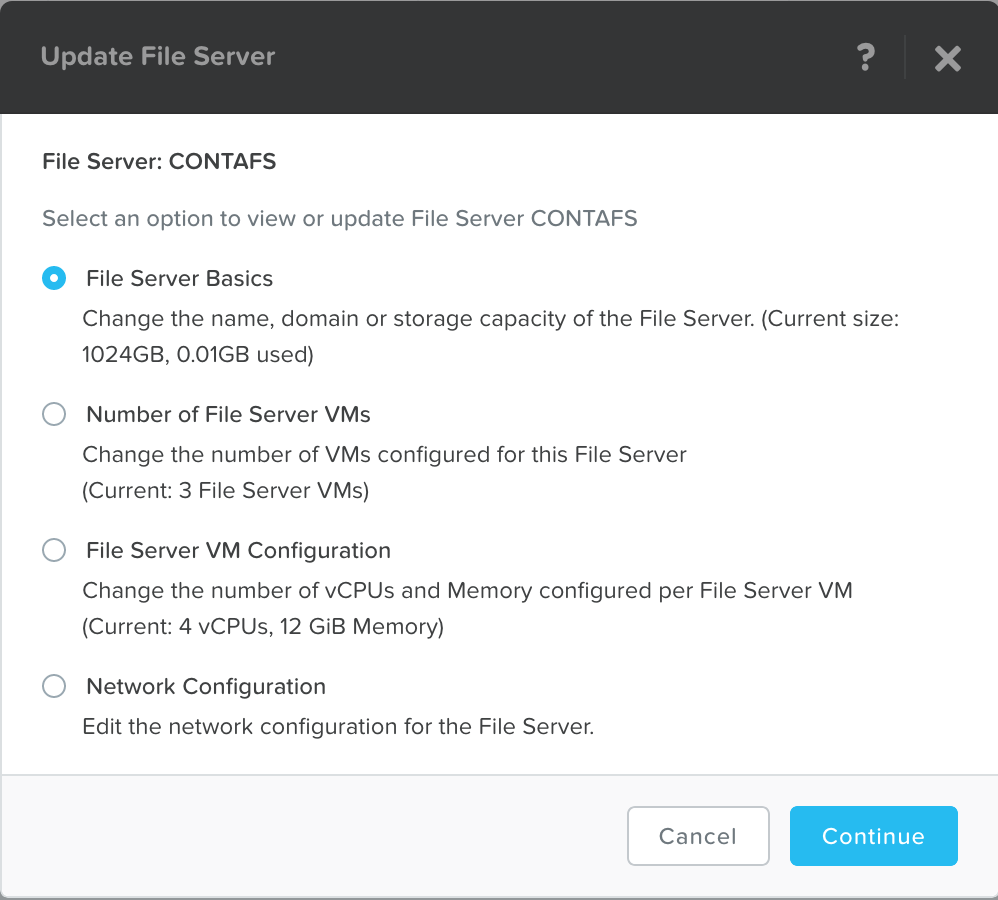 Update File Server
?
File Server: CONTAFS
Select an option to view or update File Server CONTAFS
File Server Basics
Change the name, domain or storage capacity of the File Server. (Current size:
1024GB, 0.01GB used)
Number of File Server VMs
Change the number of VMs configured for this File Server
(Current: 3 File Server VMs)
File Server VM Configuration
Change the number of vCPUs and Memory configured per File Server VM
(Current: 4 vCPUs, 12 GiB Memory)
Network Configuration
Edit the network configuration for the File Server.
Cancel
Continue